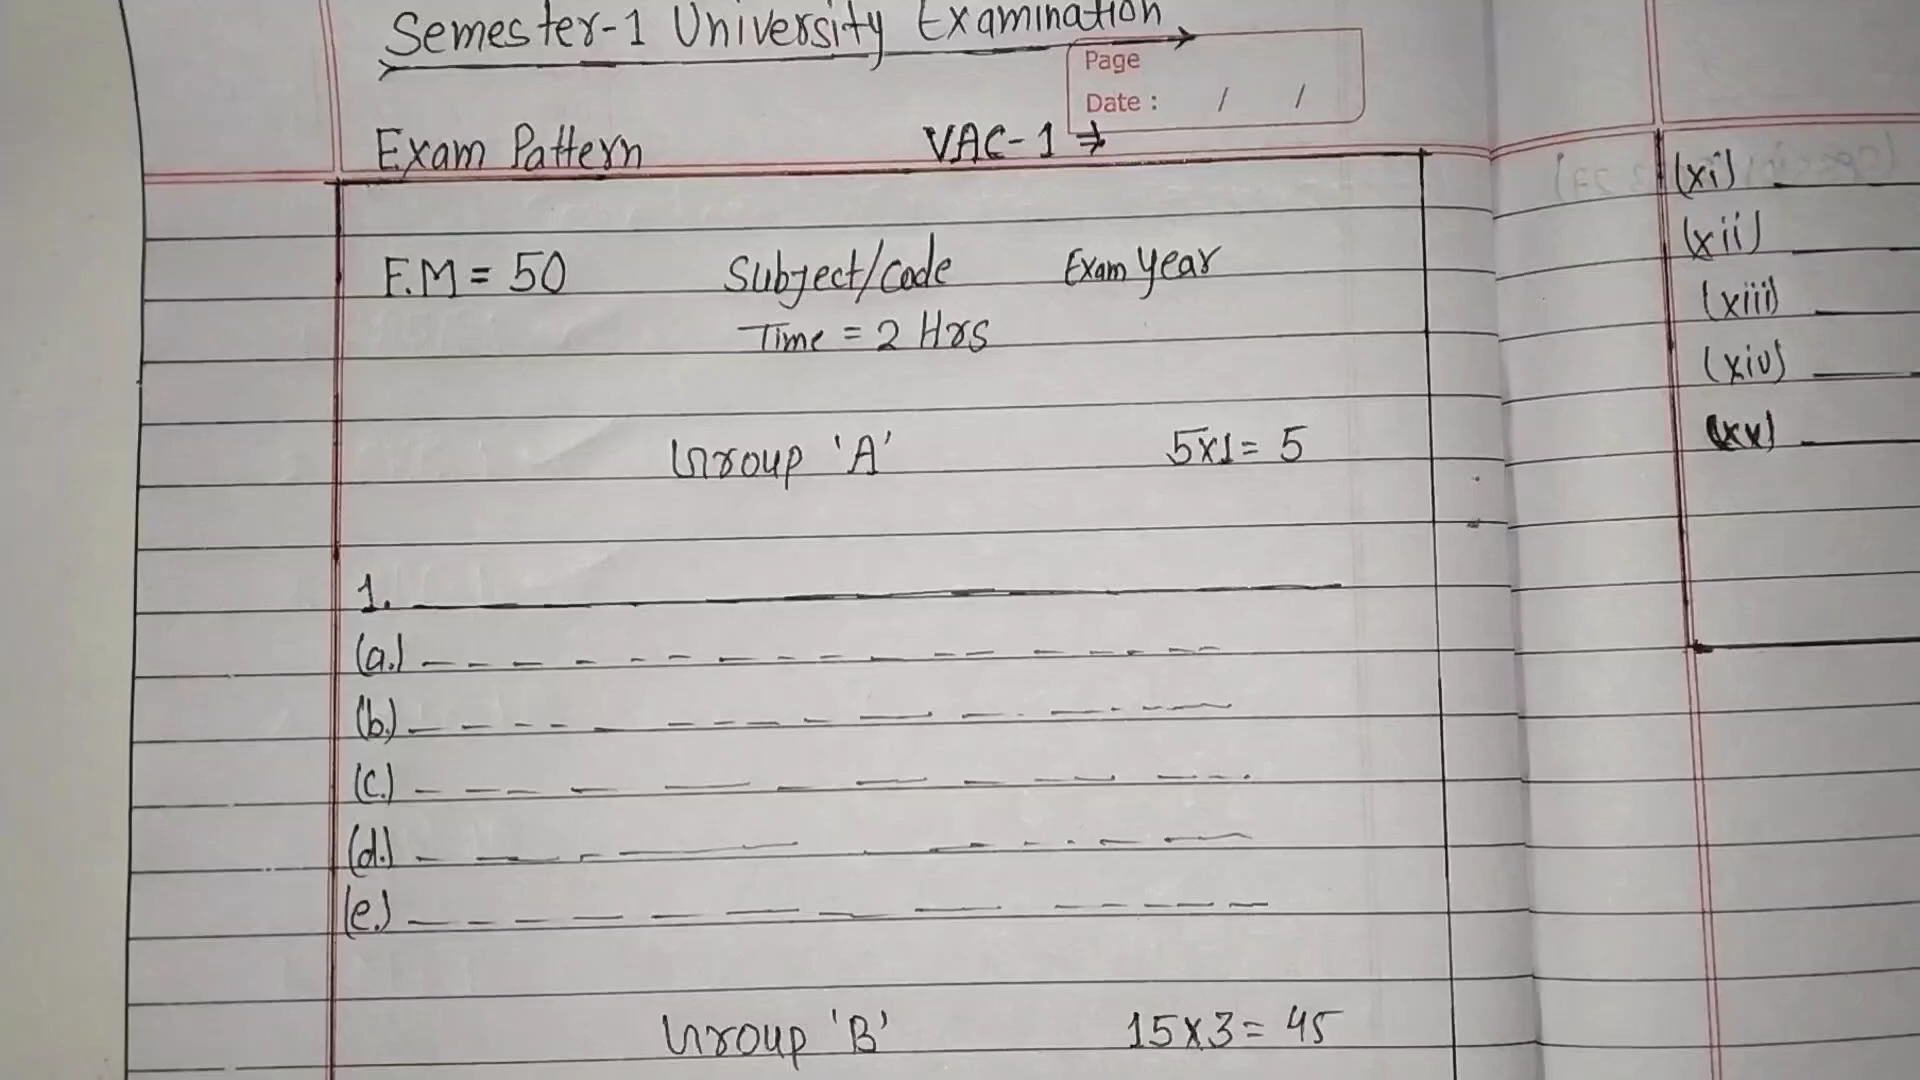 Semester-1 University Examination
Page
Date : / /
Exam Pattern VAC-1
F.M = 50 Subject/Code Exam Year
Time = 2 Hrs
Group 'A' 5x1= 5
1.
(a.)
(b.)
(c.)
(d.)
(e.)
Group 'B' 15x3= 45
(xi)
(xii)
(xiii)
(xiv)
(xv)